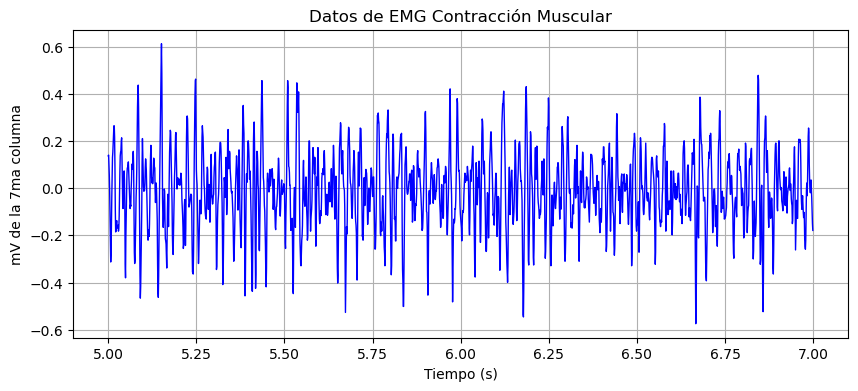 Datos de EMG Contracción Muscular
mV de la 7ma columna
0.6
0.4
0.2
0.0
−0.2
−0.4
−0.6
5.00 5.25 5.50 5.75 6.00 6.25 6.50 6.75 7.00
Tiempo (s)